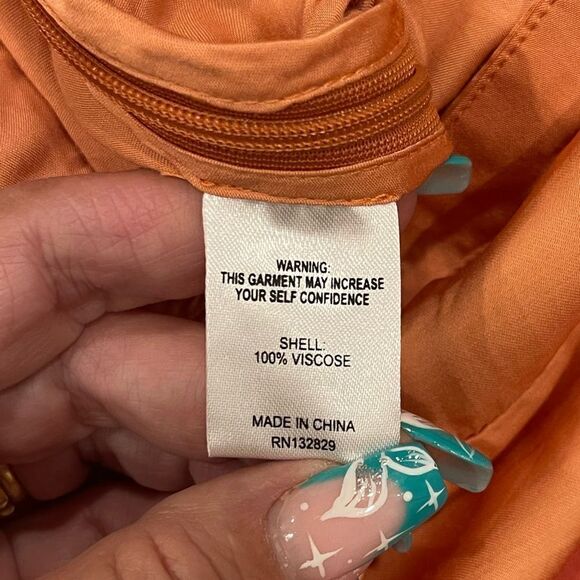 WARNING:
THIS GARMENT MAY INCREASE
YOUR SELF CONFIDENCE
SHELL:
100% VISCOSE
MADE IN CHINA
RN132829